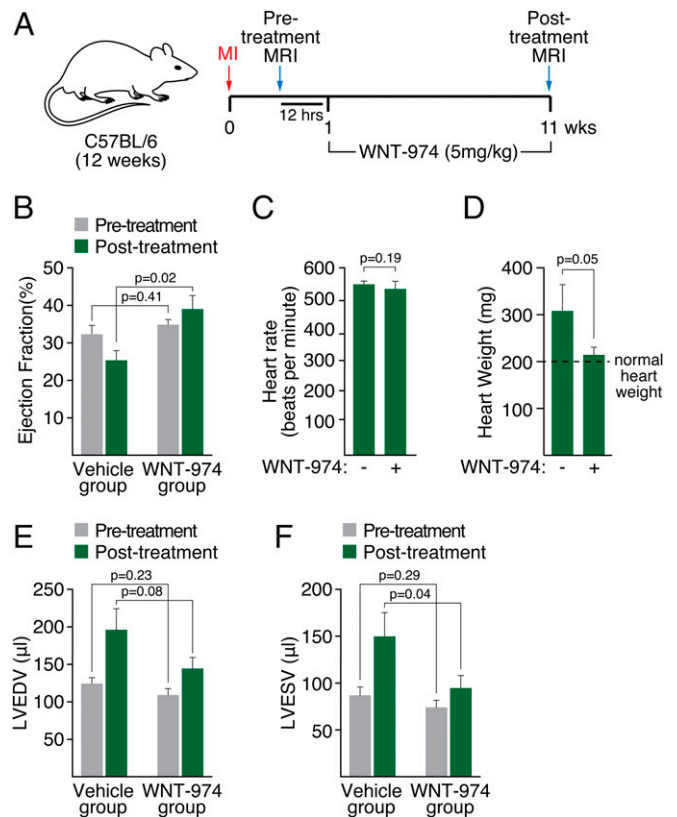 A
Pre-
treatment
MRI
Post-
treatment
MRI
MI
12 hrs
0
1
11 wks
WNT-974 (5mg/kg)
C57BL/6
(12 weeks)
B
Pre-treatment
Post-treatment
Ejection Fraction(%)
50
40
30
20
10
p=0.02
p=0.41
Vehicle
group
WNT-974
group
C
Heart rate
(beats per minute)
600
500
400
300
200
100
p=0.19
WNT-974: - +
D
Heart Weight (mg)
400
300
200
100
p=0.05
normal
heart
weight
WNT-974: - +
E
Pre-treatment
Post-treatment
LVEDV (µl)
250
200
150
100
50
p=0.23
p=0.08
Vehicle
group
WNT-974
group
F
Pre-treatment
Post-treatment
LVESV (µl)
200
150
100
50
p=0.29
p=0.04
Vehicle
group
WNT-974
group